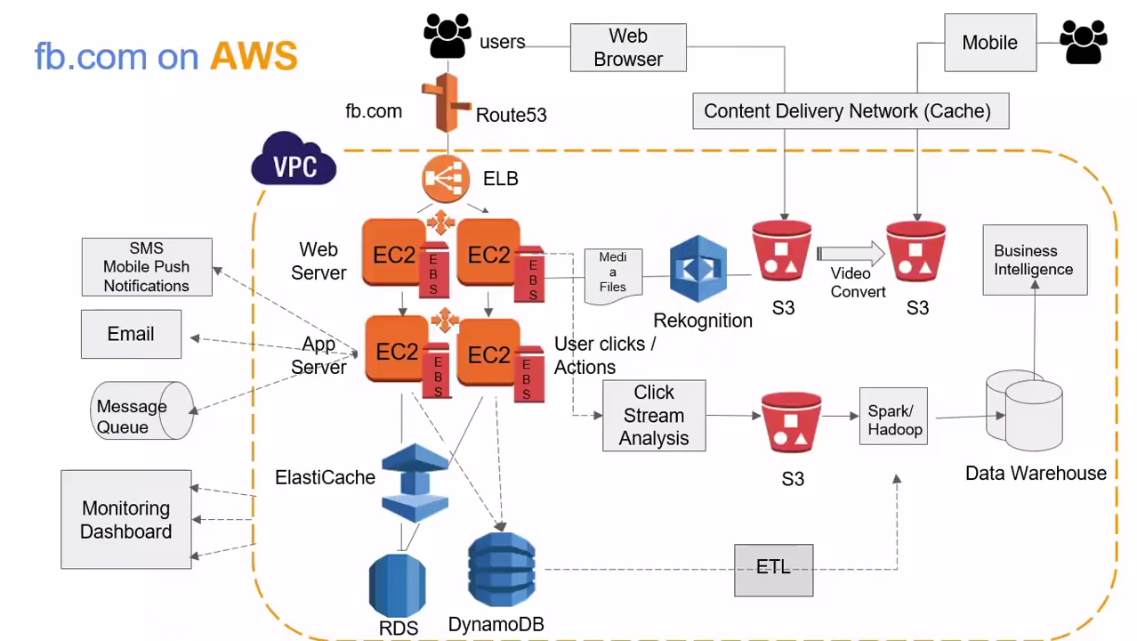 fb.com on AWS
users
Web
Browser
Mobile
fb.com
Route53
Content Delivery Network (Cache)
VPC
ELB
Web
Server
EC2
EBS
EC2
EBS
Medi
a
Files
Rekognition
S3
Video
Convert
S3
Business
Intelligence
SMS
Mobile Push
Notifications
Email
Message
Queue
App
Server
EC2
EBS
EC2
EBS
User clicks /
Actions
Click
Stream
Analysis
S3
Spark/
Hadoop
Data Warehouse
ElastiCache
Monitoring
Dashboard
RDS
DynamoDB
ETL